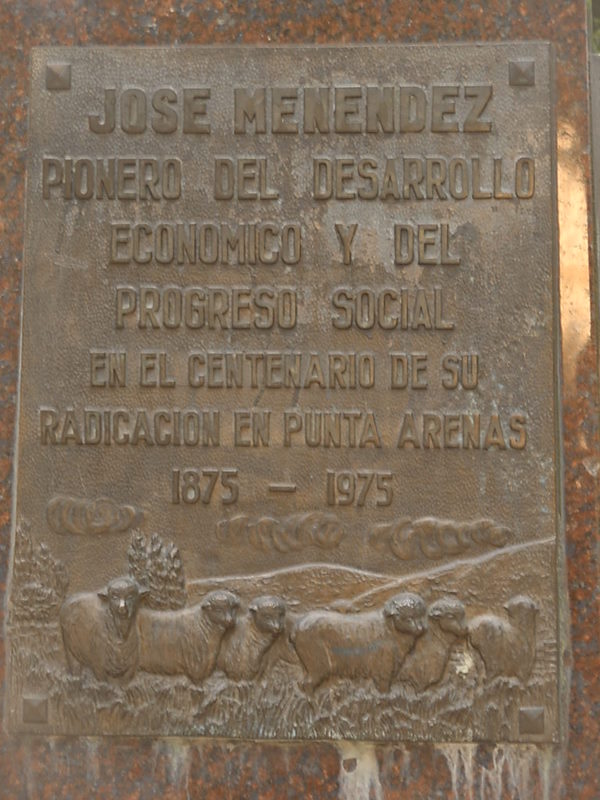 JOSE MENENDEZ
PIONERO DEL DESARROLLO
ECONOMICO Y DEL
PROGRESO SOCIAL
EN EL CENTENARIO DE SU
RADICACION EN PUNTA ARENAS
1875 - 1975